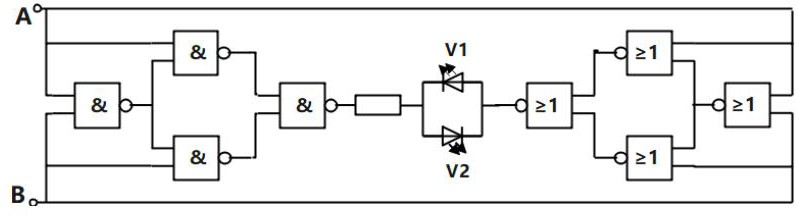 A
& V1 ≥1
& & ≥1 ≥1
& V2 ≥1
B